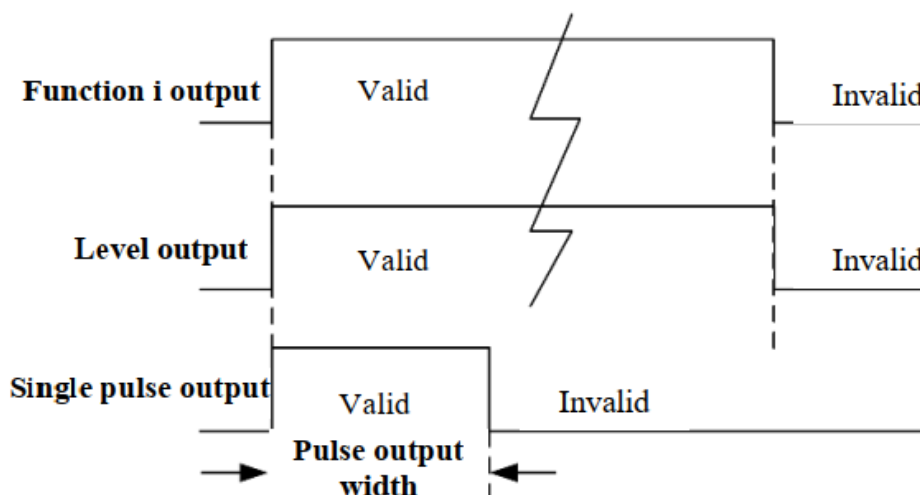 Function i output
Valid
Invalid
Level output
Valid
Invalid
Single pulse output
Valid
Invalid
Pulse output
width